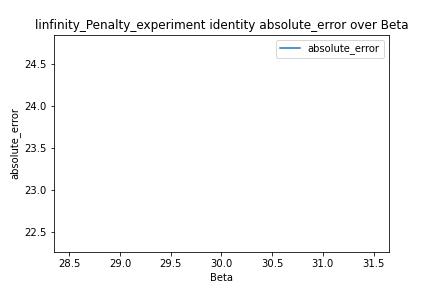 linfinity_Penalty_experiment identity absolute_error over Beta
absolute_error
24.5
24.0
23.5
23.0
22.5
absolute_error
28.5 29.0 29.5 30.0 30.5 31.0 31.5
Beta